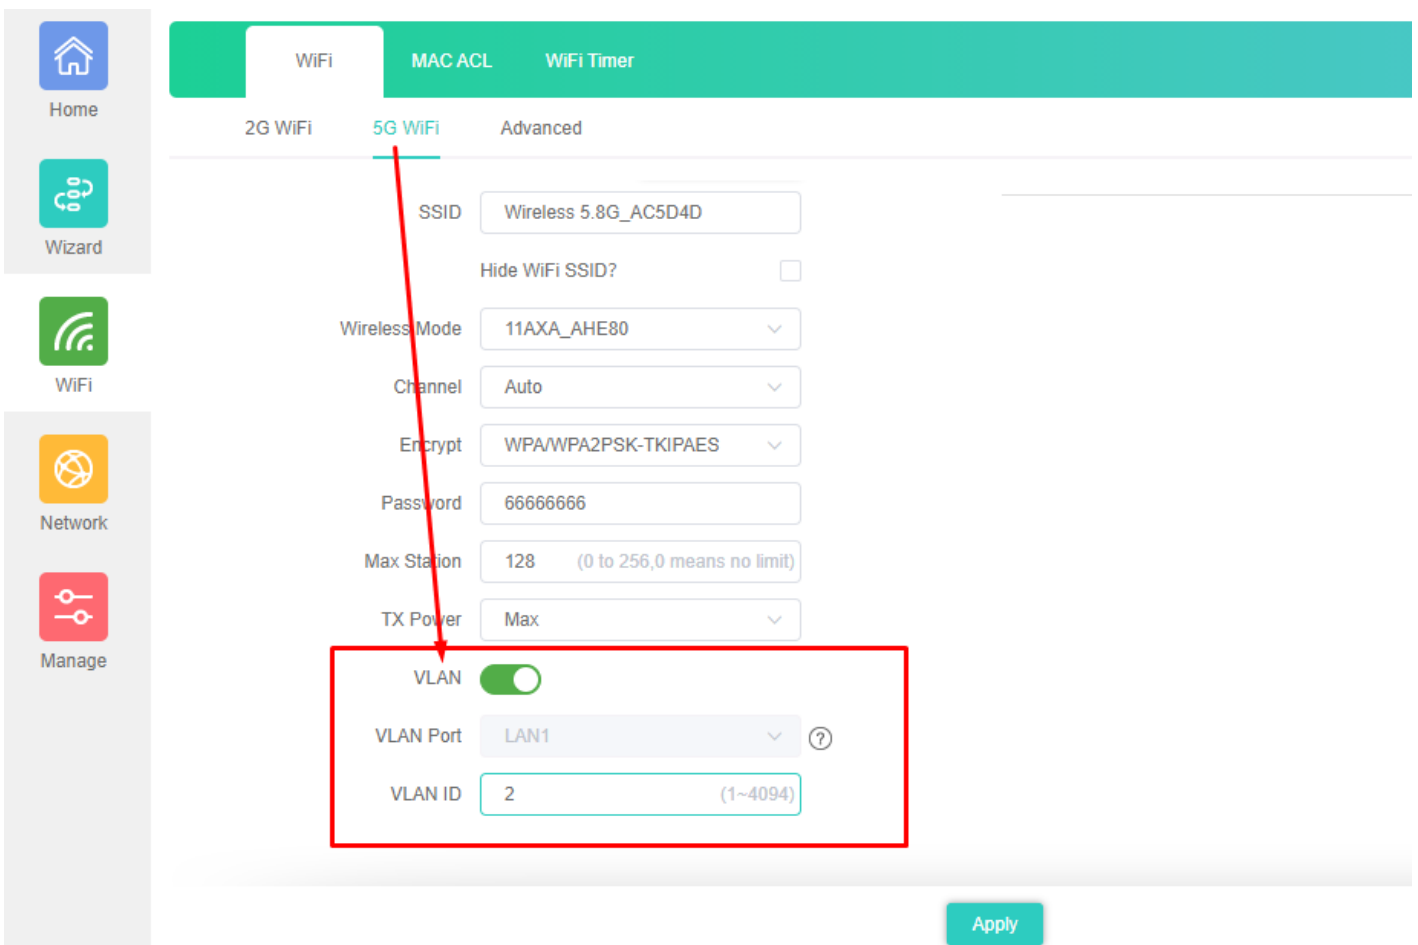 Home
Wizard
WiFi
Network
Manage
WiFi MAC ACL WiFi Timer
2G WiFi 5G WiFi Advanced
SSID Wireless 5.8G_AC5D4D
Hide WiFi SSID?
Wireless Mode 11AXA_AHE80
Channel Auto
Encrypt WPA/WPA2PSK-TKIPAES
Password 66666666
Max Station 128 (0 to 256,0 means no limit)
TX Power Max
VLAN
VLAN Port LAN1 ?
VLAN ID 2 (1~4094)
Apply